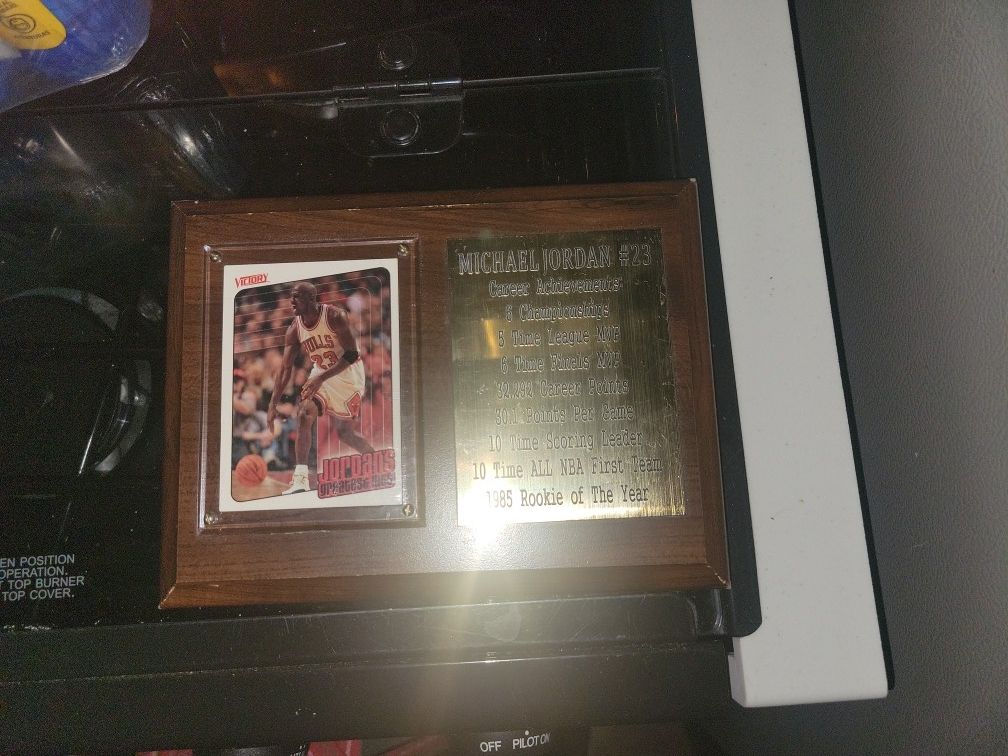 VICTORY
BULLS
23
Jordan's
greatest hits
MICHAEL JORDAN #23
Career Achievements:
6 Championships
5 Time League MVP
6 Time Finals MVP
32,292 Career Points
30.1 Points Per Game
10 Time Scoring Leader
10 Time ALL NBA First Team
1985 Rookie of The Year
EN POSITION
OPERATION.
T TOP BURNER
TOP COVER.
OFF PILOT ON